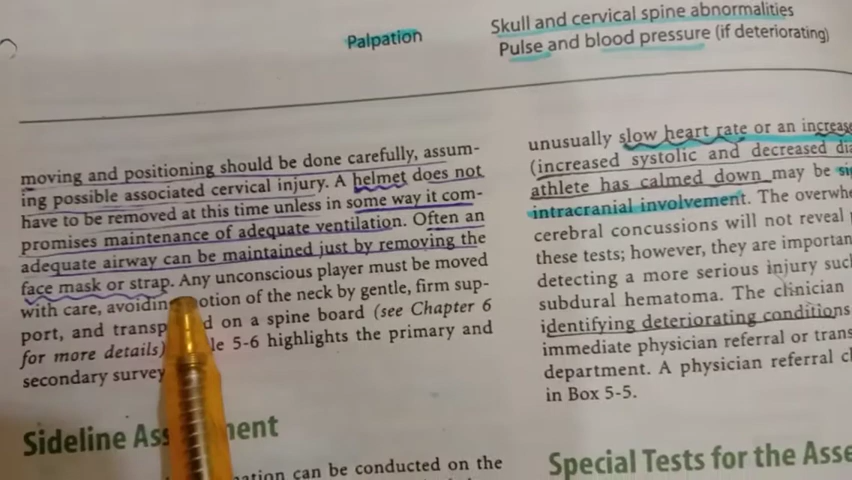 Palpation
Skull and cervical spine abnormalities
Pulse and blood pressure (if deteriorating)
moving and positioning should be done carefully, assum-
ing possible associated cervical injury. A helmet does not
have to be removed at this time unless in some way it com-
promises maintenance of adequate ventilation. Often an
adequate airway can be maintained just by removing the
face mask or strap. Any unconscious player must be moved
with care, avoiding motion of the neck by gentle, firm sup-
port, and transp d on a spine board (see Chapter 6
for more details) le 5-6 highlights the primary and
secondary survey
Sideline Ass ment
ation can be conducted on the
unusually slow heart rate or an increase
(increased systolic and decreased dia
athlete has calmed down may be si
intracranial involvement. The overwhe
cerebral concussions will not reveal
these tests; however, they are importan
detecting a more serious injury suc
subdural hematoma. The clinician
identifying deteriorating conditions
immediate physician referral or trans
department. A physician referral c
in Box 5-5.
Special Tests for the Asse